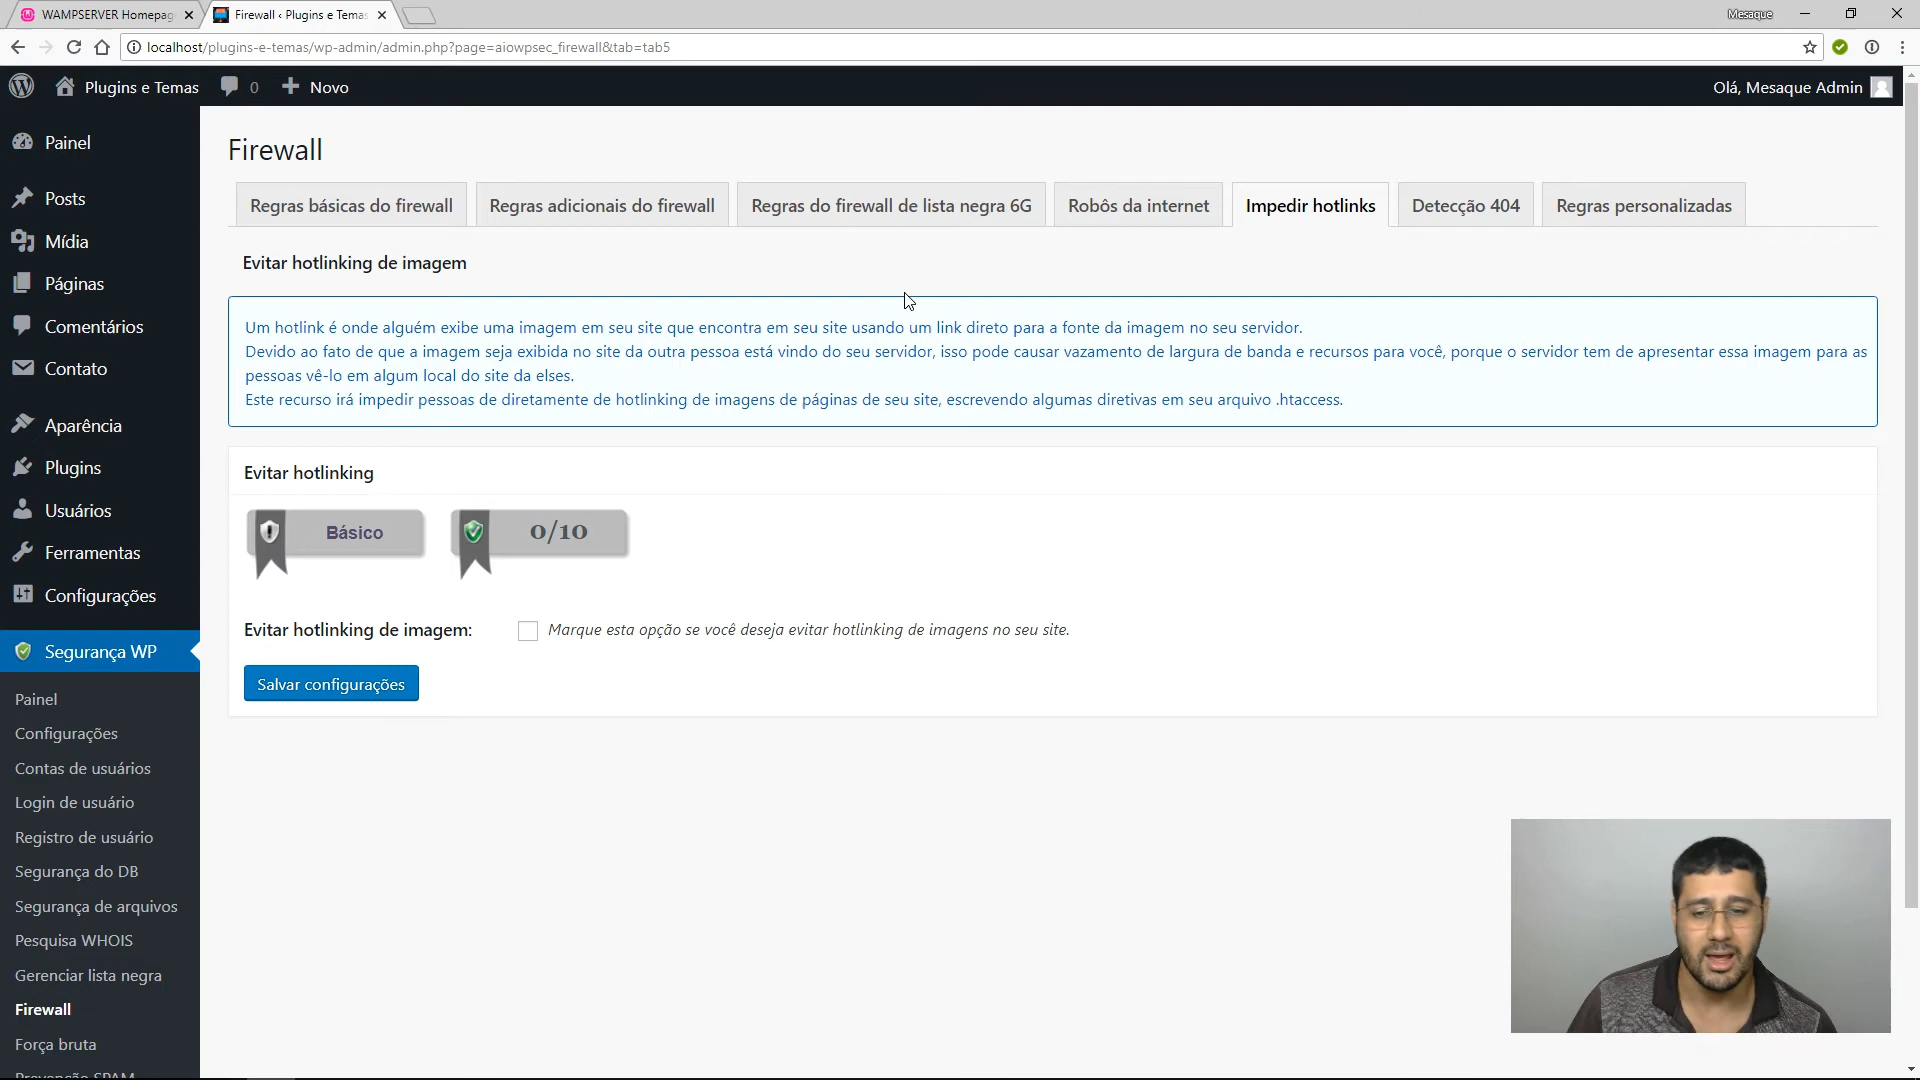 WAMPSERVER Homepag
Firewall ‹ Plugins e Temas
Mesaque
localhost/plugins-e-temas/wp-admin/admin.php?page=aiowpsec_firewall&tab=tab5
Plugins e Temas
0
Novo
Olá, Mesaque Admin
Painel
Posts
Mídia
Páginas
Comentários
Contato
Aparência
Plugins
Usuários
Ferramentas
Configurações
Segurança WP
Painel
Configurações
Contas de usuários
Login de usuário
Registro de usuário
Segurança do DB
Segurança de arquivos
Pesquisa WHOIS
Gerenciar lista negra
Firewall
Força bruta
Prevenção SPAM
Firewall
Regras básicas do firewall
Regras adicionais do firewall
Regras do firewall de lista negra 6G
Robôs da internet
Impedir hotlinks
Detecção 404
Regras personalizadas
Evitar hotlinking de imagem
Um hotlink é onde alguém exibe uma imagem em seu site que encontra em seu site usando um link direto para a fonte da imagem no seu servidor.
Devido ao fato de que a imagem seja exibida no site da outra pessoa está vindo do seu servidor, isso pode causar vazamento de largura de banda e recursos para você, porque o servidor tem de apresentar essa imagem para as
pessoas vê-lo em algum local do site da elses.
Este recurso irá impedir pessoas de diretamente de hotlinking de imagens de páginas de seu site, escrevendo algumas diretivas em seu arquivo .htaccess.
Evitar hotlinking
Básico
0/10
Evitar hotlinking de imagem:
Marque esta opção se você deseja evitar hotlinking de imagens no seu site.
Salvar configurações